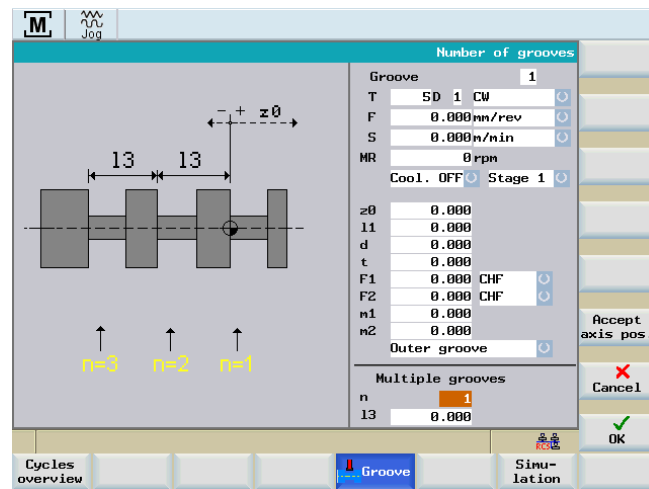 M
Jog
Number of grooves
Groove 1
T 5 D 1 CW
F 0.000 mm/rev
S 0.000 m/min
MR 0 rpm
Cool. OFF Stage 1
z0 0.000
l1 0.000
d 0.000
t 0.000
F1 0.000 CHF
F2 0.000 CHF
m1 0.000
m2 0.000
Outer groove
Multiple grooves
n 1
l3 0.000
- + z0
l3 l3
n=3 n=2 n=1
Accept
axis pos
Cancel
OK
RCS
Cycles
overview
Groove
Simu-
lation